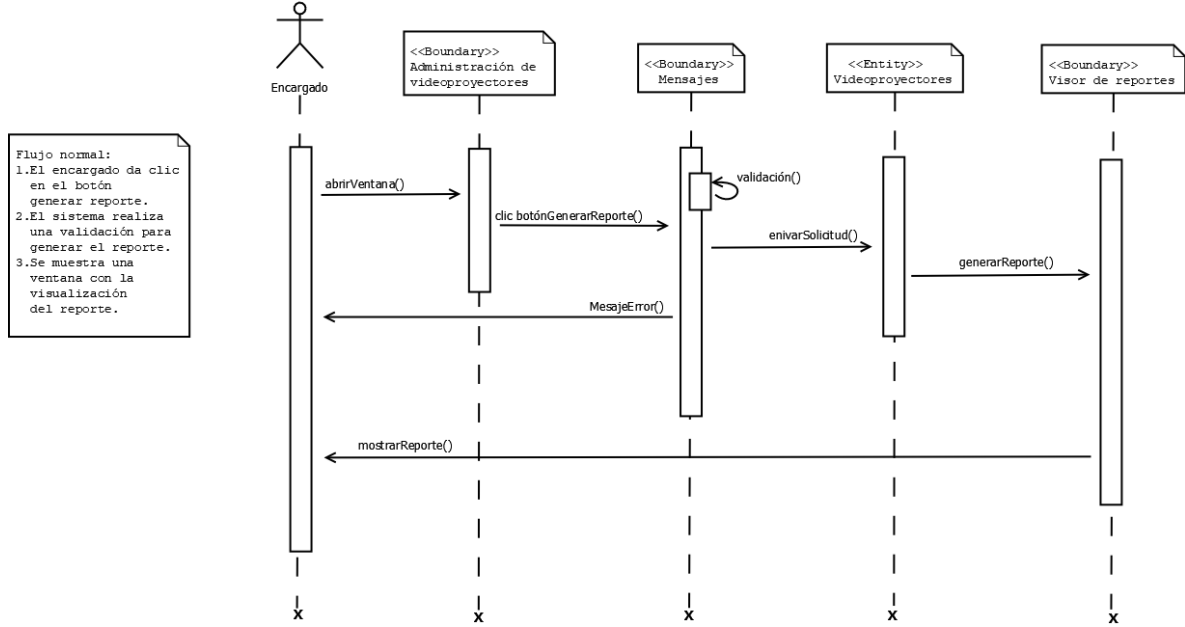 Encargado
<<Boundary>>
Administración de
videoproyectores
<<Boundary>>
Mensajes
<<Entity>>
Videoproyectores
<<Boundary>>
Visor de reportes
Flujo normal:
1.El encargado da clic
en el botón
generar reporte.
2.El sistema realiza
una validación para
generar el reporte.
3.Se muestra una
ventana con la
visualización
del reporte.
abrirVentana()
validación()
clic botónGenerarReporte()
enivarSolicitud()
generarReporte()
MesajeError()
mostrarReporte()
x
x
x
x
x